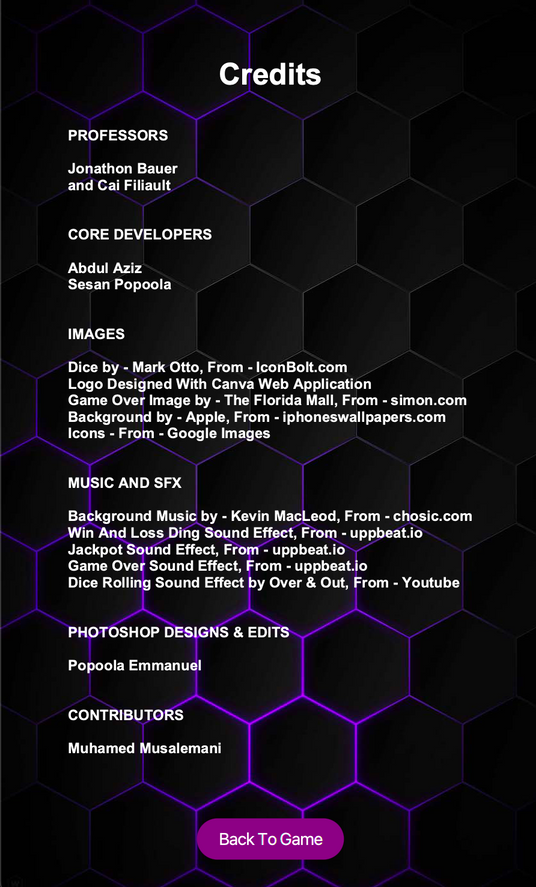 Credits
PROFESSORS
Jonathon Bauer
and Cai Filiault
CORE DEVELOPERS
Abdul Aziz
Sesan Popoola
IMAGES
Dice by - Mark Otto, From - IconBolt.com
Logo Designed With Canva Web Application
Game Over Image by - The Florida Mall, From - simon.com
Background by - Apple, From - iphoneswallpapers.com
Icons - From - Google Images
MUSIC AND SFX
Background Music by - Kevin MacLeod, From - chosic.com
Win And Loss Ding Sound Effect, From - uppbeat.io
Jackpot Sound Effect, From - uppbeat.io
Game Over Sound Effect, From - uppbeat.io
Dice Rolling Sound Effect by Over & Out, From - Youtube
PHOTOSHOP DESIGNS & EDITS
Popoola Emmanuel
CONTRIBUTORS
Muhamed Musalemani
Back To Game